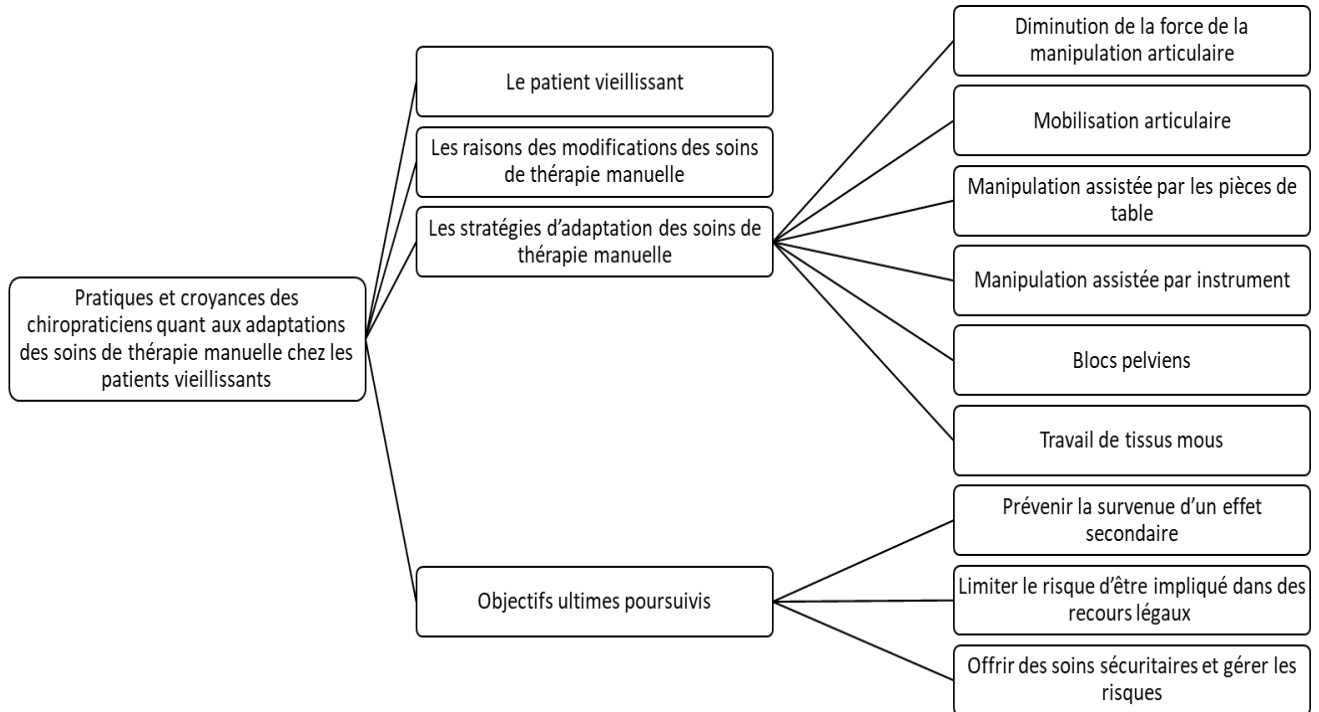 Pratiques et croyances des
chiropraticiens quant aux adaptations
des soins de thérapie manuelle chez les
patients vieillissants
Le patient vieillissant
Les raisons des modifications des soins
de thérapie manuelle
Les stratégies d’adaptation des soins de
thérapie manuelle
Objectifs ultimes poursuivis
Diminution de la force de la
manipulation articulaire
Mobilisation articulaire
Manipulation assistée par les pièces de
table
Manipulation assistée par instrument
Blocs pelviens
Travail de tissus mous
Prévenir la survenue d’un effet
secondaire
Limiter le risque d’être impliqué dans des
recours légaux
Offrir des soins sécuritaires et gérer les
risques